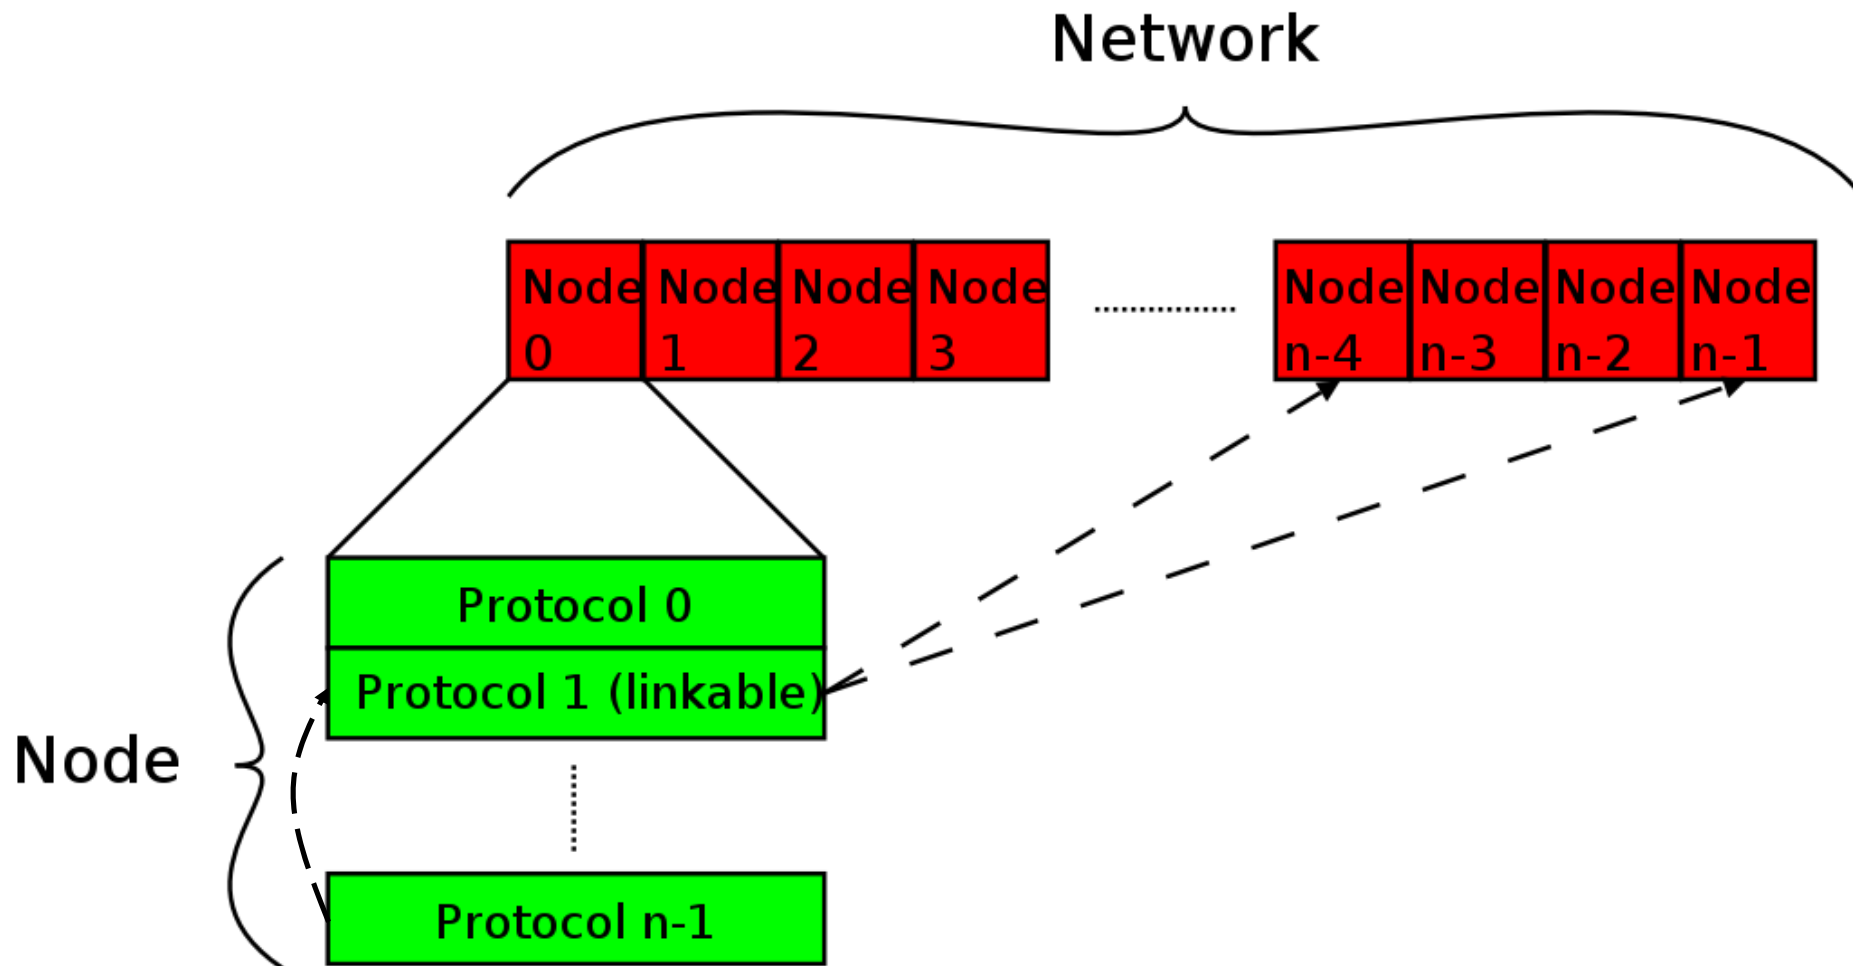 Network
Node Node Node Node Node Node Node Node
0 1 2 3 n-4 n-3 n-2 n-1
Protocol 0
Protocol 1 (linkable)
Node
Protocol n-1